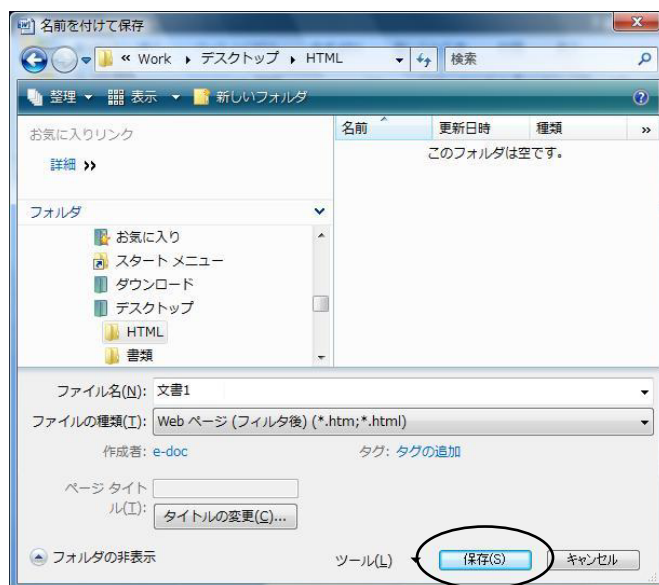 名前を付けて保存
« Work ▸ デスクトップ ▸ HTML 検索
整理 表示 新しいフォルダ
お気に入りリンク
詳細 »
フォルダ
お気に入り
スタート メニュー
ダウンロード
デスクトップ
HTML
書類
名前 更新日時 種類 »
このフォルダは空です。
ファイル名(N): 文書1
ファイルの種類(T): Web ページ (フィルタ後) (*.htm;*.html)
作成者: e-doc タグ: タグの追加
ページ タイト
ル(I):
タイトルの変更(C)...
フォルダの非表示 ツール(L) 保存(S) キャンセル